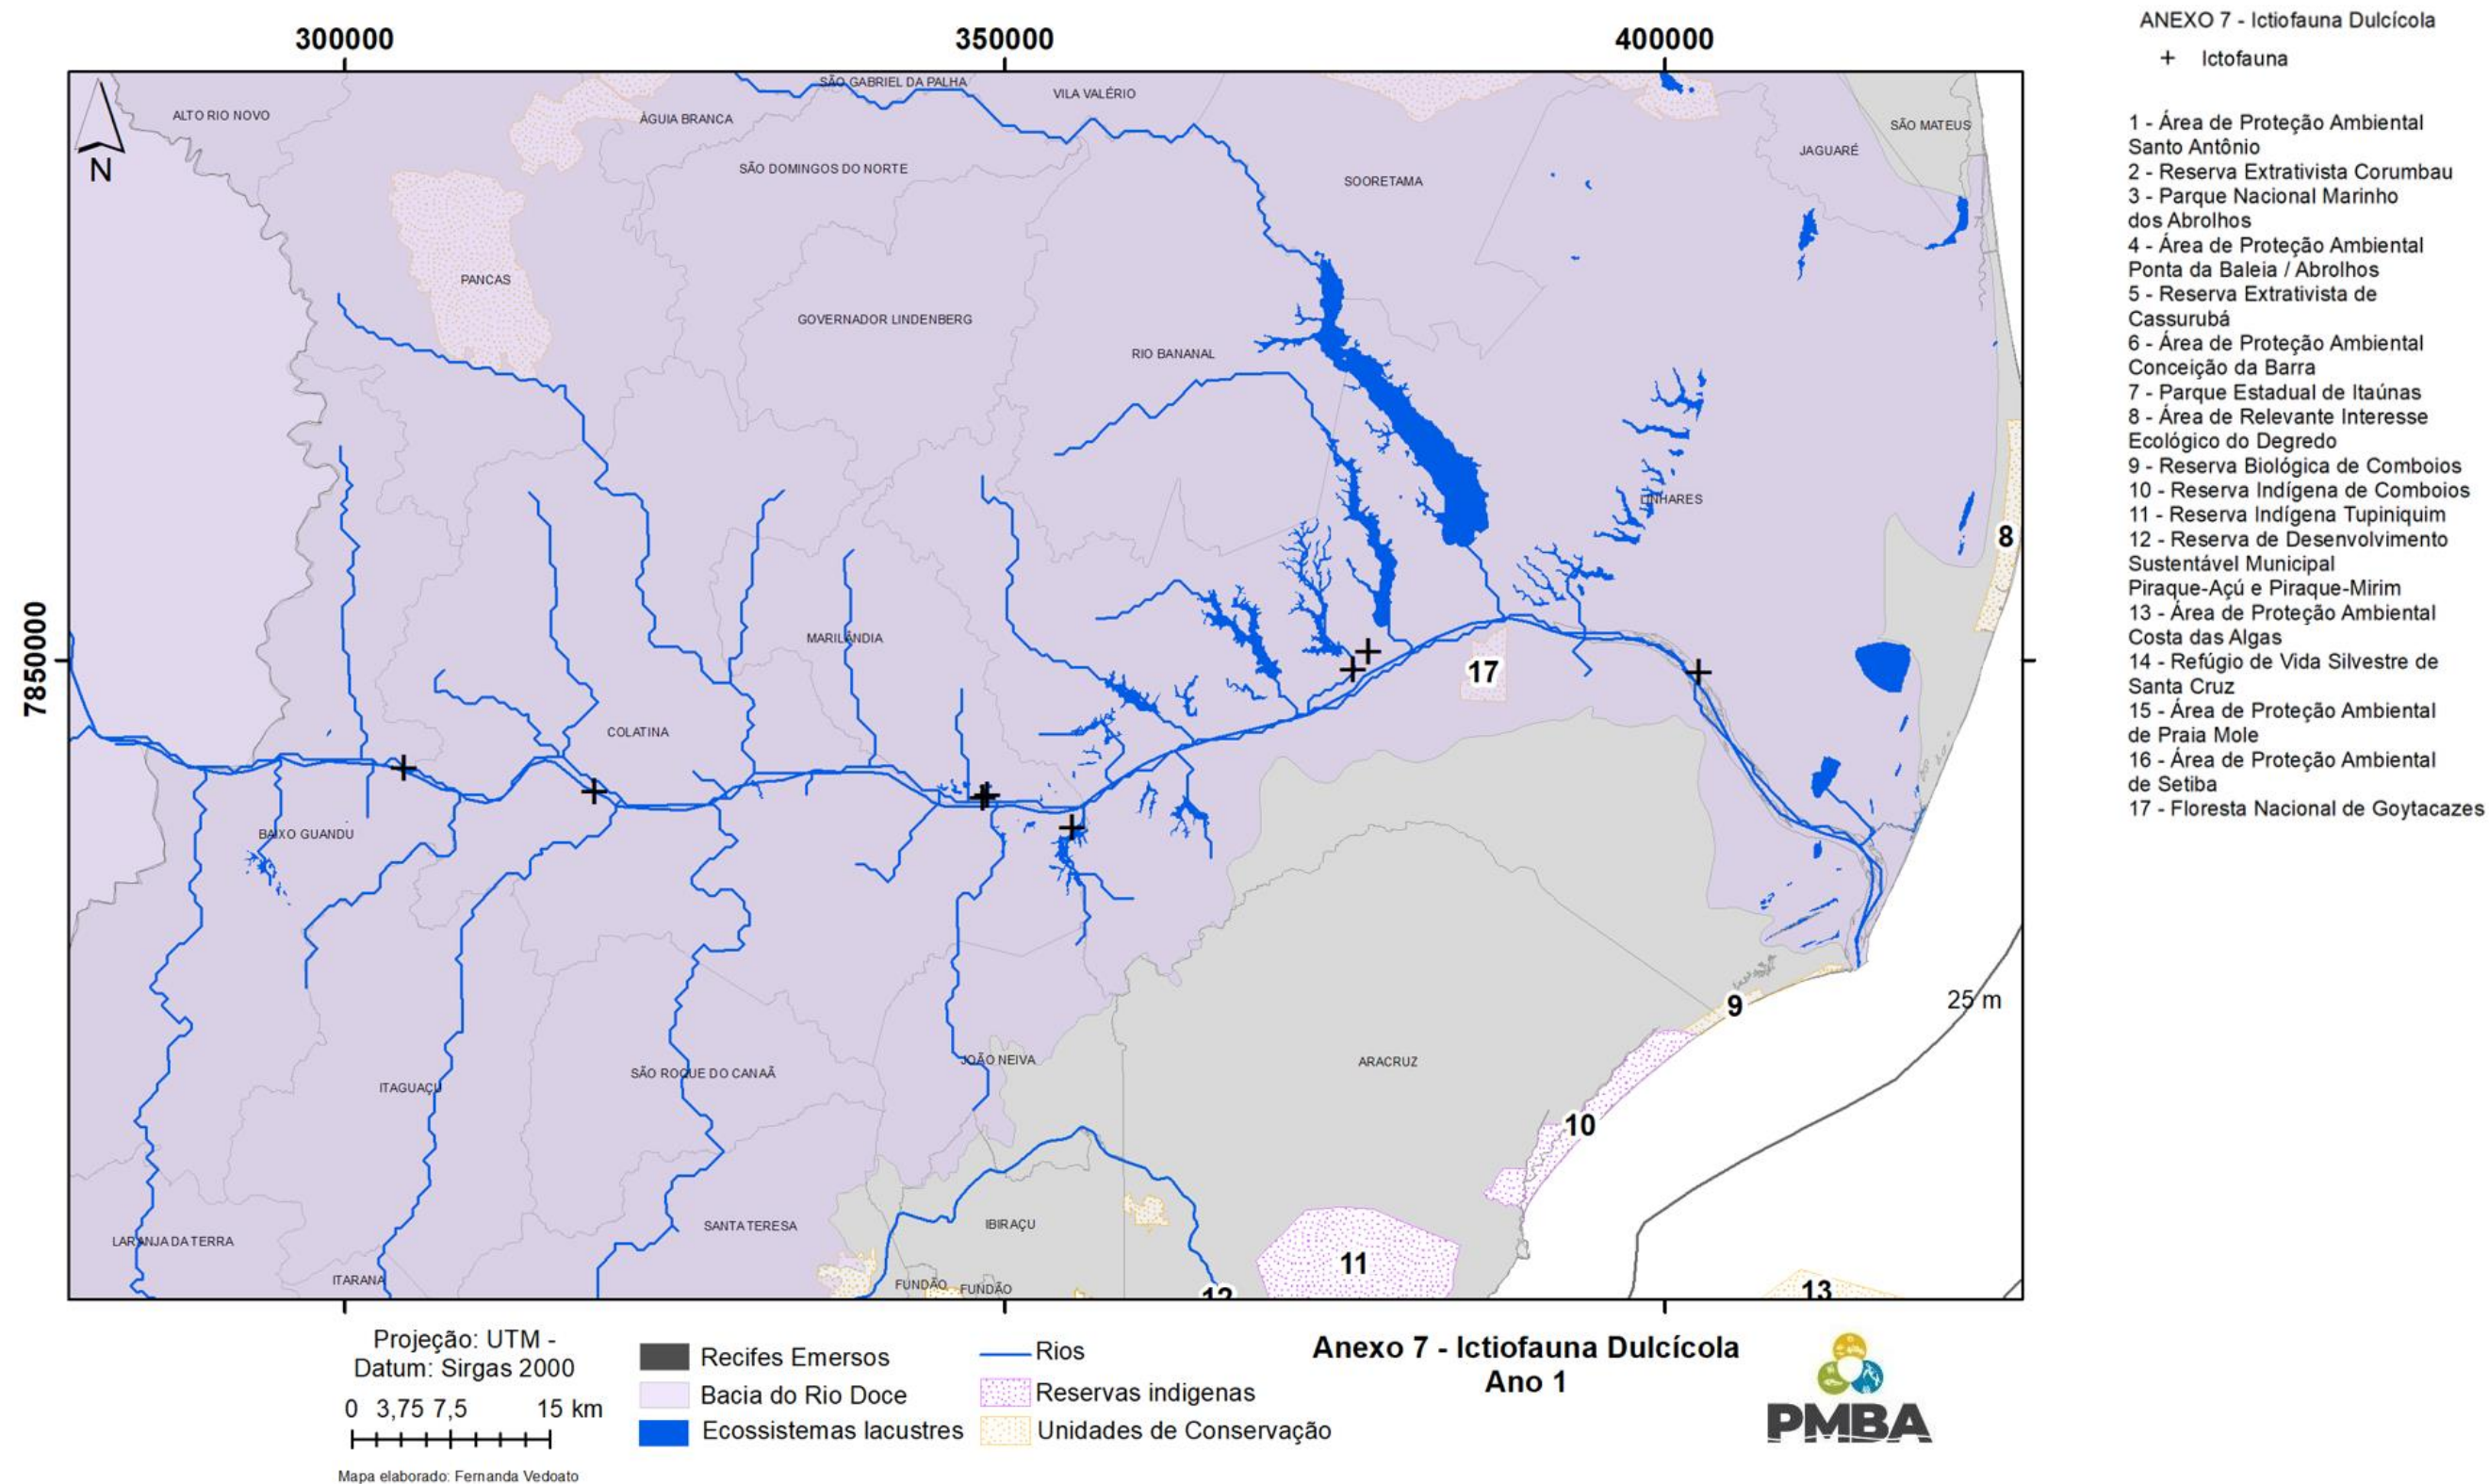 300000
350000
400000
7850000
N
ALTO RIO NOVO
ÁGUIA BRANCA
SÃO GABRIEL DA PALHA
VILA VALÉRIO
SÃO DOMINGOS DO NORTE
SOORETAMA
JAGUARÉ
SÃO MATEUS
PANCAS
GOVERNADOR LINDENBERG
RIO BANANAL
LINHARES
8
MARILÂNDIA
17
COLATINA
BAIXO GUANDU
9
25 m
JOÃO NEIVA
ARACRUZ
SÃO ROQUE DO CANAÃ
ITAGUAÇU
10
SANTA TERESA
IBIRAÇU
LARANJA DA TERRA
11
ITARANA
FUNDÃO
FUNDÃO
12
13
ANEXO 7 - Ictiofauna Dulcícola
+ Ictofauna
1 - Área de Proteção Ambiental
Santo Antônio
2 - Reserva Extrativista Corumbau
3 - Parque Nacional Marinho
dos Abrolhos
4 - Área de Proteção Ambiental
Ponta da Baleia / Abrolhos
5 - Reserva Extrativista de
Cassurubá
6 - Área de Proteção Ambiental
Conceição da Barra
7 - Parque Estadual de Itaúnas
8 - Área de Relevante Interesse
Ecológico do Degredo
9 - Reserva Biológica de Comboios
10 - Reserva Indígena de Comboios
11 - Reserva Indígena Tupiniquim
12 - Reserva de Desenvolvimento
Sustentável Municipal
Piraque-Açú e Piraque-Mirim
13 - Área de Proteção Ambiental
Costa das Algas
14 - Refúgio de Vida Silvestre de
Santa Cruz
15 - Área de Proteção Ambiental
de Praia Mole
16 - Área de Proteção Ambiental
de Setiba
17 - Floresta Nacional de Goytacazes
Projeção: UTM -
Datum: Sirgas 2000
0 3,75 7,5 15 km
Mapa elaborado: Fernanda Vedoato
Recifes Emersos
Bacia do Rio Doce
Ecossistemas lacustres
Rios
Reservas indigenas
Unidades de Conservação
Anexo 7 - Ictiofauna Dulcícola
Ano 1
PMBA